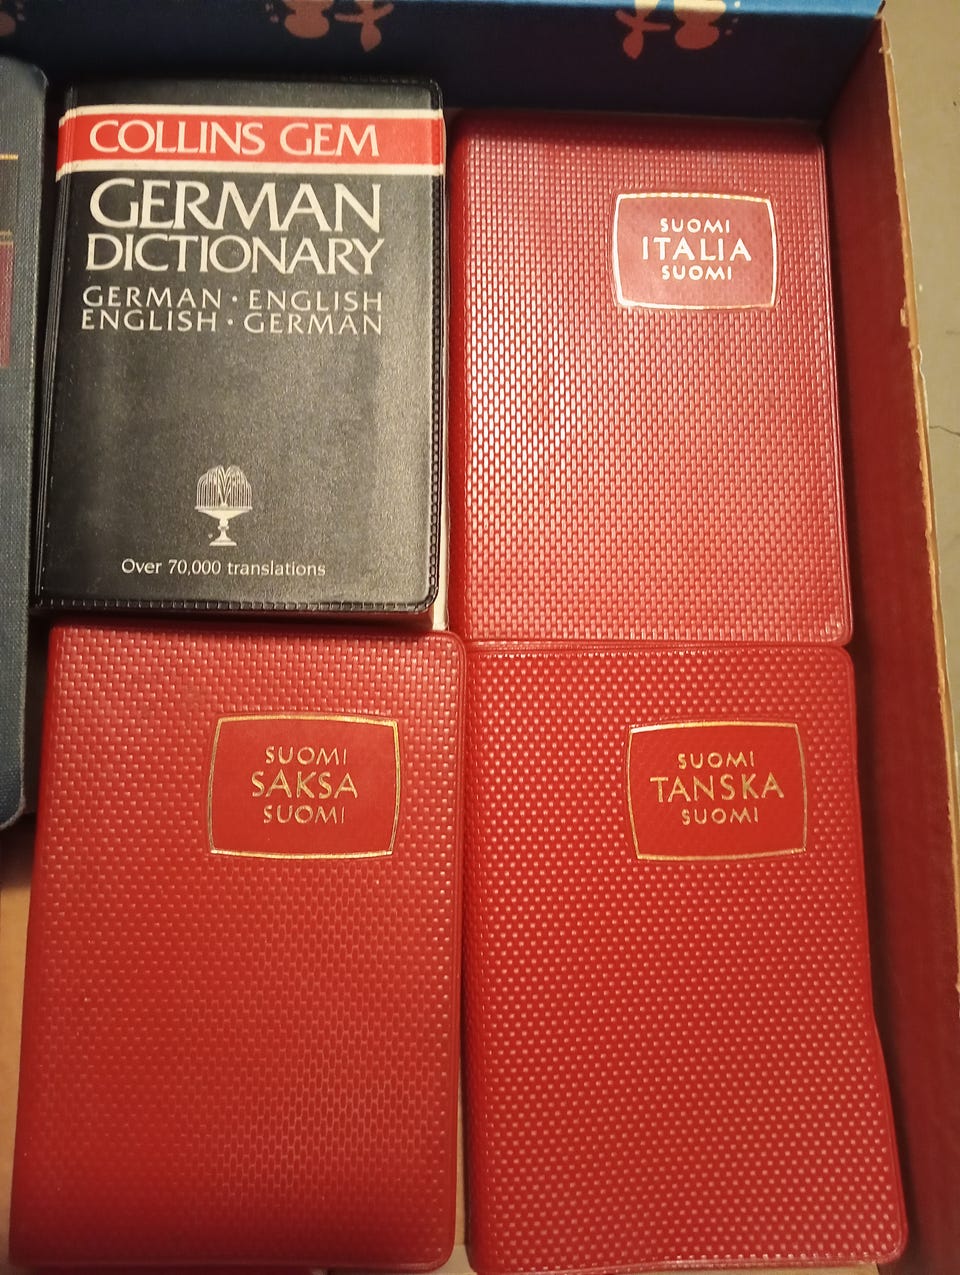 COLLINS GEM
GERMAN
DICTIONARY
GERMAN · ENGLISH
ENGLISH · GERMAN
Over 70,000 translations
SUOMI
ITALIA
SUOMI
SUOMI
SAKSA
SUOMI
SUOMI
TANSKA
SUOMI